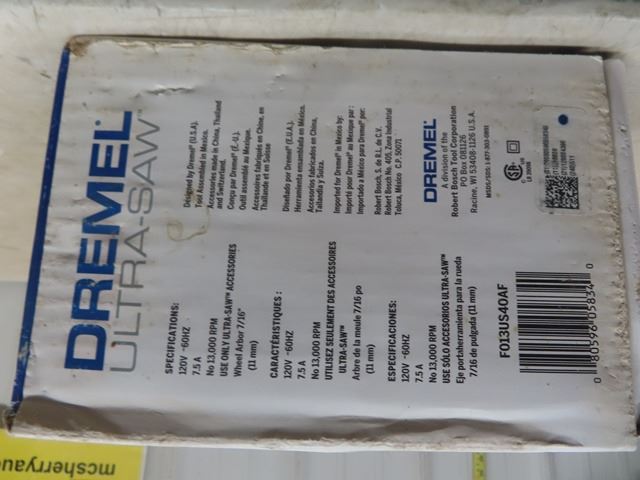 DREMEL
ULTRA-SAW™
SPECIFICATIONS:
120V ~60HZ
7.5 A
No 13,000 RPM
USE ONLY ULTRA-SAW™ ACCESSORIES
Wheel Arbor 7/16"
(11 mm)
CARACTÉRISTIQUES :
120V ~60HZ
7.5 A
No 13,000 RPM
UTILISEZ SEULEMENT DES ACCESSOIRES
ULTRA-SAW™
Arbre de la meule 7/16 po
(11 mm)
ESPECIFICACIONES:
120V ~60HZ
7.5 A
No 13,000 RPM
USE SÓLO ACCESORIOS ULTRA-SAW™
Eje portaherramienta para la rueda
7/16 de pulgada (11 mm)
Designed by Dremel (U.S.A).
Tool Assembled in Mexico.
Accessories made in China, Thailand
and Switzerland.
Conçu par Dremel (É.-U.).
Outil assemblé au Mexique.
Accessoires fabriqués en Chine, en
Thaïlande et en Suisse
Diseñado por Dremel (E.U.A.).
Herramienta ensamblada en México.
Accesorios fabricados en China,
Tailandia y Suiza.
Imported for Dremel® in Mexico by:
Importé pour Dremel® au Mexique par :
Importado a México para Dremel® por:
Robert Bosch, S. de R.L. de C.V.
Robert Bosch No. 405, Zona Industrial
Toluca, México C.P. 50071
DREMEL®
A division of the
Robert Bosch Tool Corporation
PO Box 081126
Racine, WI 53408-1126 U.S.A.
MSDS/SDS: 1-877-303-0893
F013US40AF
0 80596 05834 0
mcsherryau